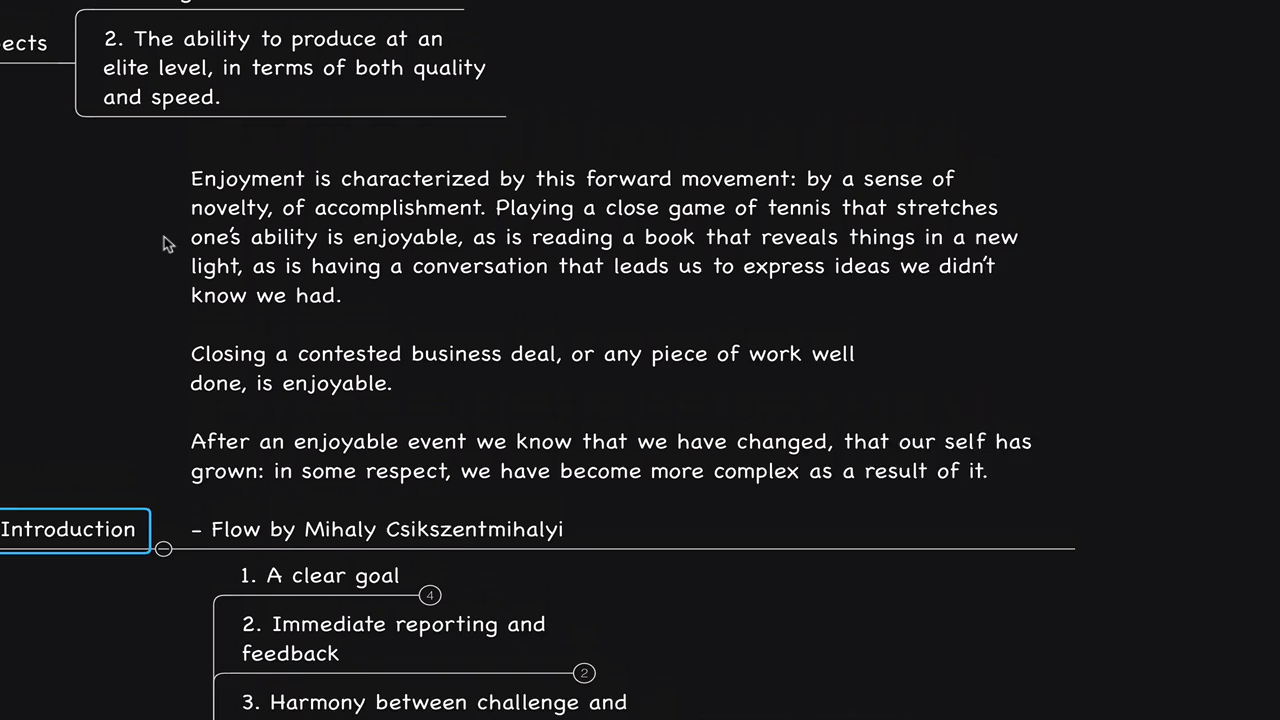 ects
2. The ability to produce at an
elite level, in terms of both quality
and speed.
Enjoyment is characterized by this forward movement: by a sense of
novelty, of accomplishment. Playing a close game of tennis that stretches
one's ability is enjoyable, as is reading a book that reveals things in a new
light, as is having a conversation that leads us to express ideas we didn't
know we had.
Closing a contested business deal, or any piece of work well
done, is enjoyable.
After an enjoyable event we know that we have changed, that our self has
grown: in some respect, we have become more complex as a result of it.
Introduction
– Flow by Mihaly Csikszentmihalyi
1. A clear goal
4
2. Immediate reporting and
feedback
2
3. Harmony between challenge and